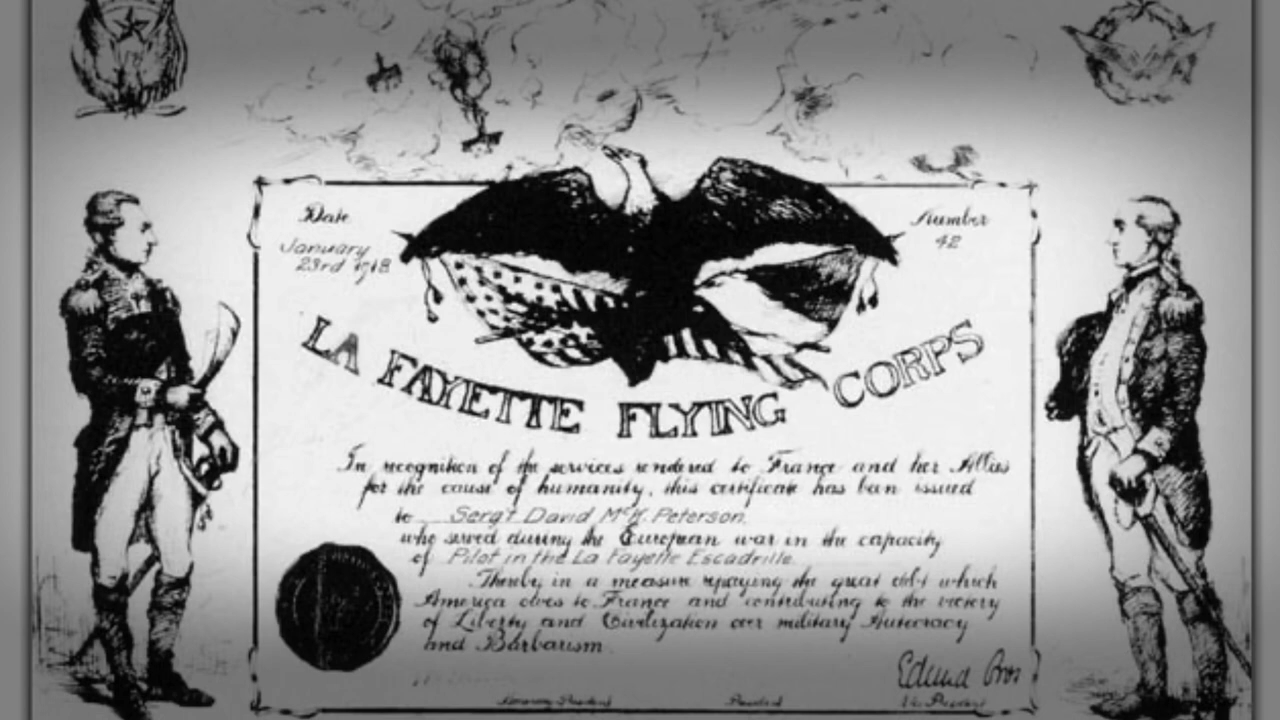 Date
Number
January
42
23rd 1918
LA FAYETTE FLYING CORPS
In recognition of the services rendered to France and her Allies
for the cause of humanity, this certificate has been issued
to Serg't David McK. Peterson
who served during the European war in the capacity
of Pilot in the La Fayette Escadrille
Thereby in a measure repaying the great debt which
America owes to France and contributing to the victory
of Liberty and Civilization over military Autocracy
and Barbarism
Honorary President President Vice President